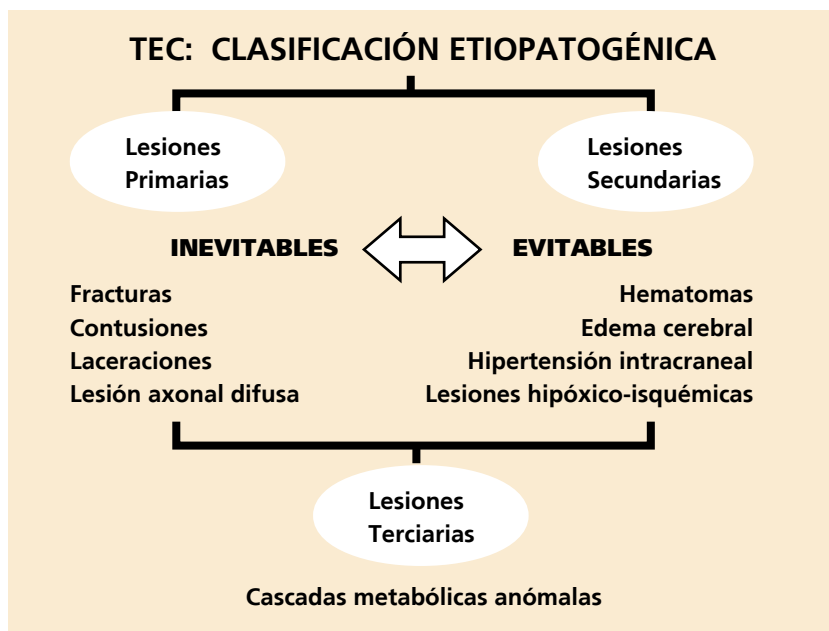 TEC: CLASIFICACIÓN ETIOPATOGÉNICA
Lesiones
Primarias
Lesiones
Secundarias
INEVITABLES
EVITABLES
Fracturas
Contusiones
Laceraciones
Lesión axonal difusa
Hematomas
Edema cerebral
Hipertensión intracraneal
Lesiones hipóxico-isquémicas
Lesiones
Terciarias
Cascadas metabólicas anómalas